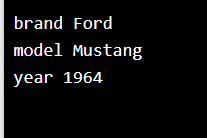 brand Ford
model Mustang
year 1964